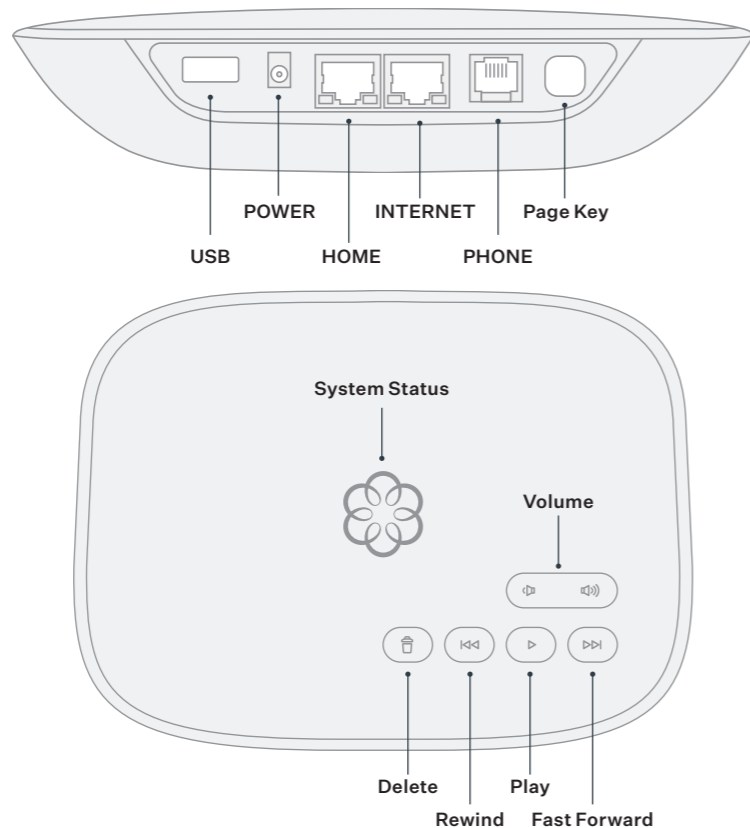 POWER INTERNET Page Key
USB HOME PHONE
System Status
Volume
Delete Play
Rewind Fast Forward